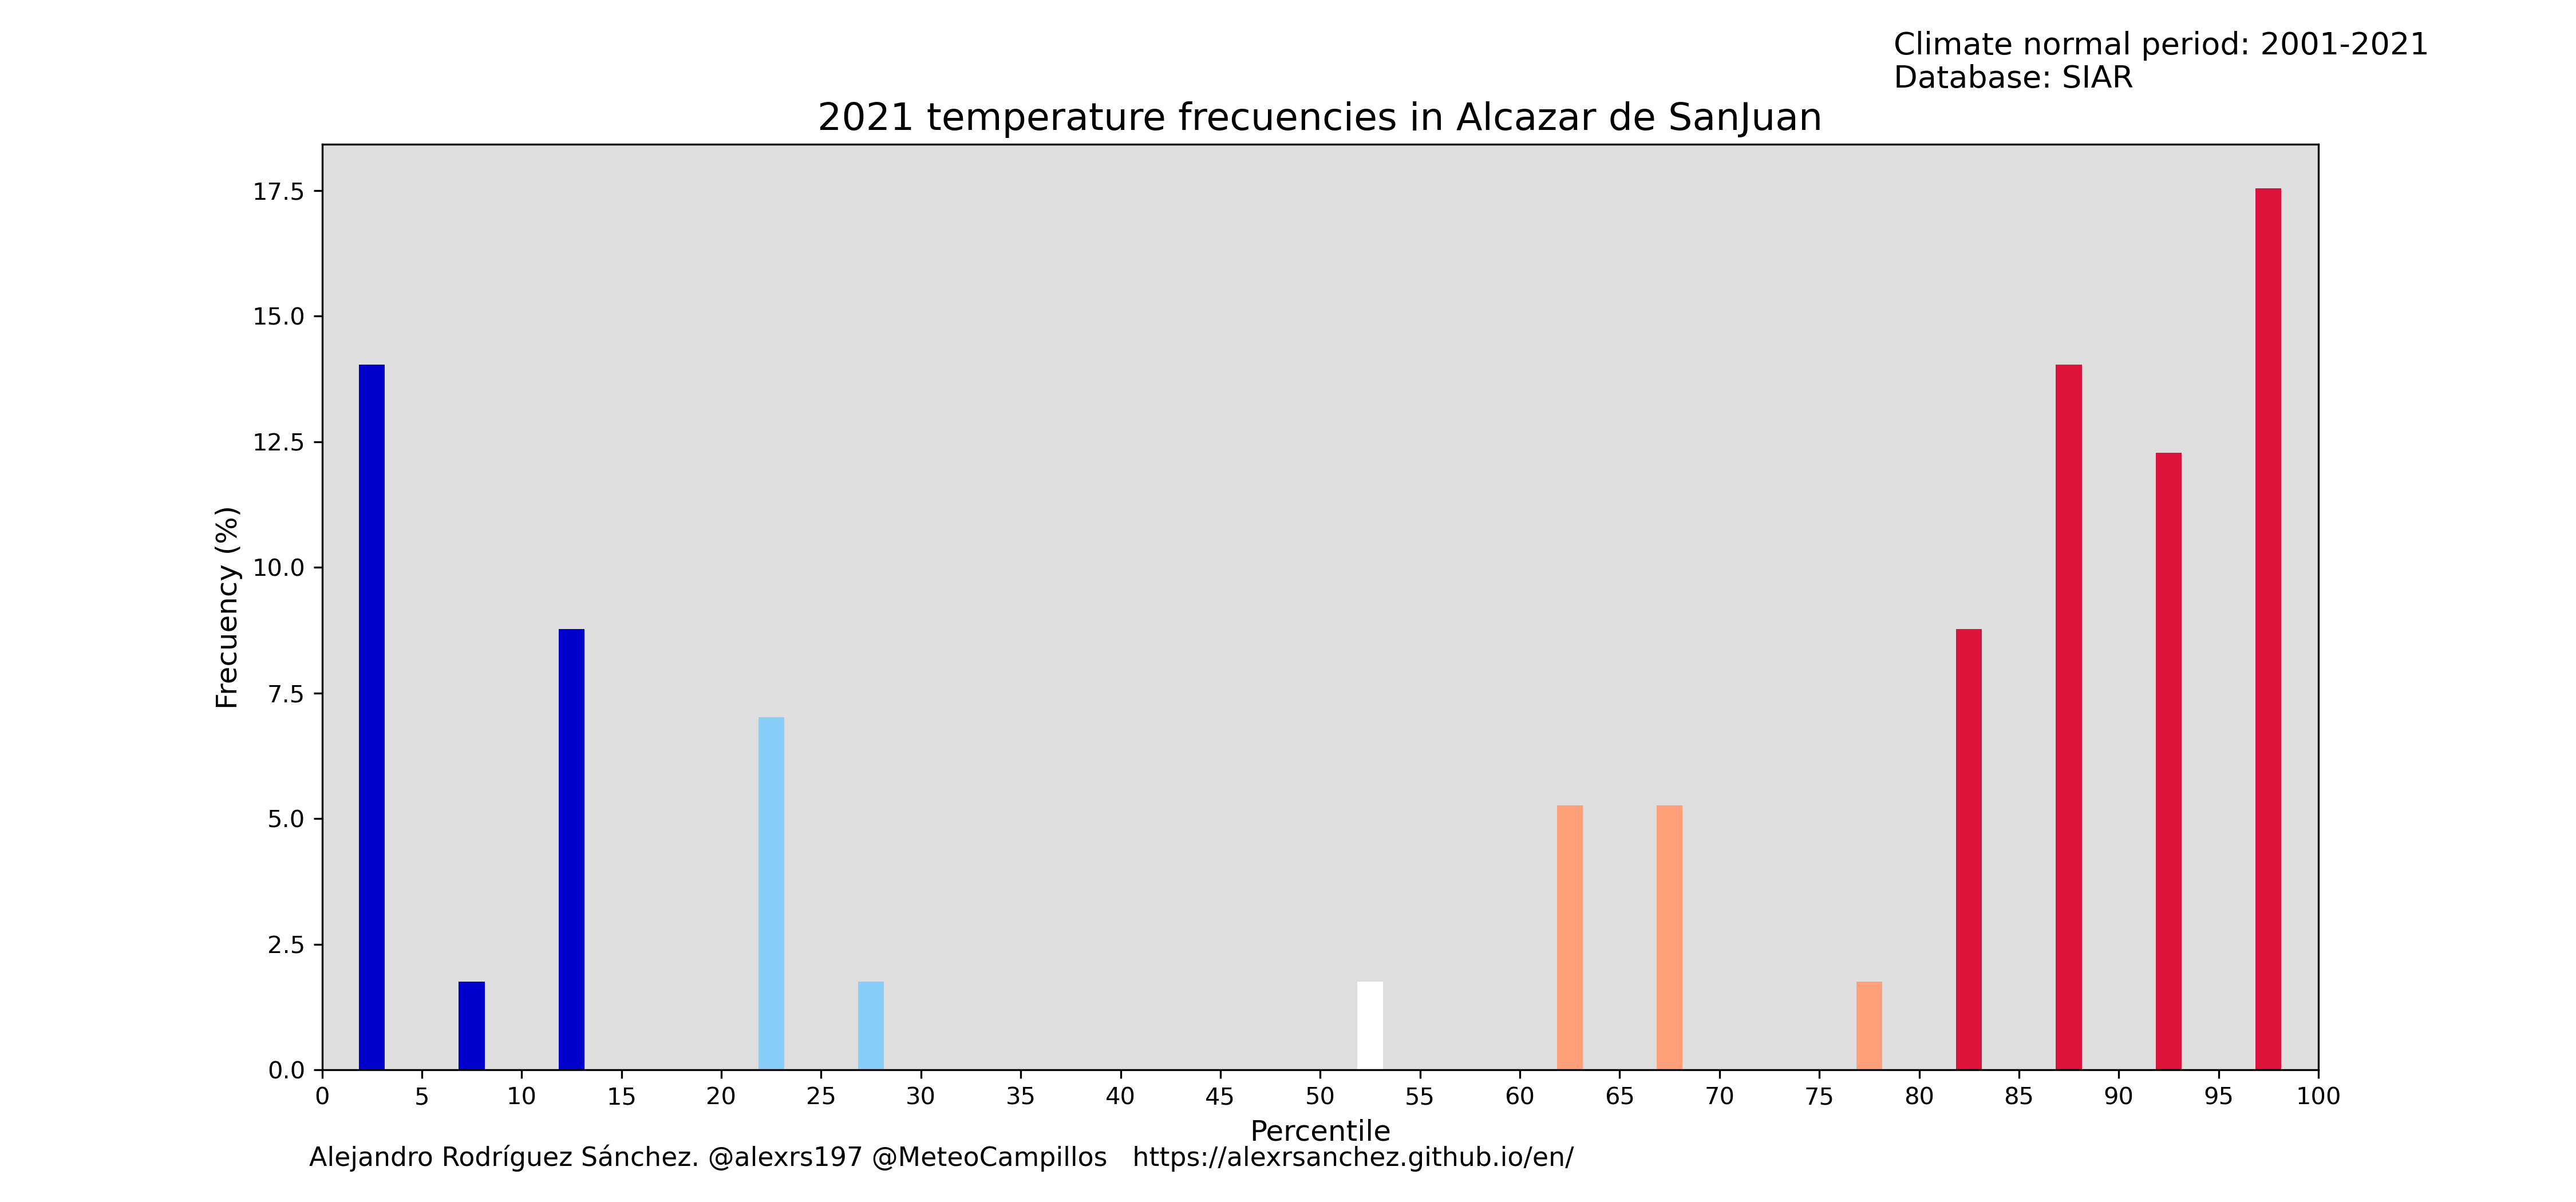 Climate normal period: 2001-2021
Database: SIAR
2021 temperature frecuencies in Alcazar de SanJuan
17.5
15.0
12.5
10.0
7.5
5.0
2.5
0.0
Frecuency (%)
0 5 10 15 20 25 30 35 40 45 50 55 60 65 70 75 80 85 90 95 100
Percentile
Alejandro Rodríguez Sánchez. @alexrs197 @MeteoCampillos https://alexrsanchez.github.io/en/